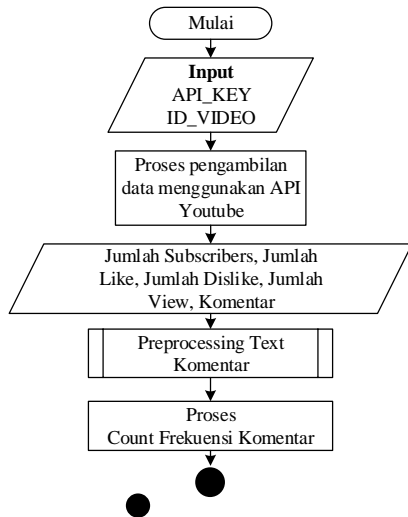 Mulai
Input
API_KEY
ID_VIDEO
Proses pengambilan
data menggunakan API
Youtube
Jumlah Subscribers, Jumlah
Like, Jumlah Dislike, Jumlah
View, Komentar
Preprocessing Text
Komentar
Proses
Count Frekuensi Komentar